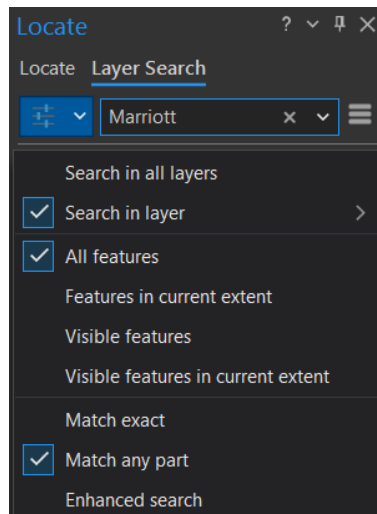 Locate ?
Locate Layer Search
Marriott
Search in all layers
Search in layer
All features
Features in current extent
Visible features
Visible features in current extent
Match exact
Match any part
Enhanced search